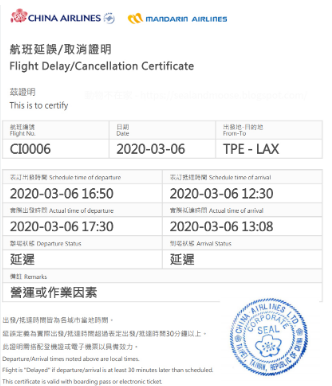 CHINA AIRLINES MANDARIN AIRLINES
航班延誤/取消證明
Flight Delay/Cancellation Certificate
茲證明
This is to certify
航班編號 日期 出發地-目的地
Flight No. Date From-To
CI0006 2020-03-06 TPE - LAX
表訂出發時間 Schedule time of departure 表訂抵達時間 Schedule time of arrival
2020-03-06 16:50 2020-03-06 12:30
實際出發時間 Actual time of departure 實際抵達時間 Actual time of arrival
2020-03-06 17:30 2020-03-06 13:08
離場狀態 Departure Status 到場狀態 Arrival Status
延遲 延遲
備註 Remarks
營運或作業因素
出發/抵達時間皆為各城市當地時間。
延誤定義為實際出發/抵達時間超過表定出發/抵達時間30分鐘以上。
此證明需搭配登機證或電子機票以具備效力。
Departure/Arrival times noted above are local times.
Flight is "Delayed" if departure/arrival is at least 30 minutes later than scheduled.
This certificate is valid with boarding pass or electronic ticket.
CHINA AIRLINES LTD.
CORPORATE
SEAL
TAIWAN, REPUBLIC OF CHINA